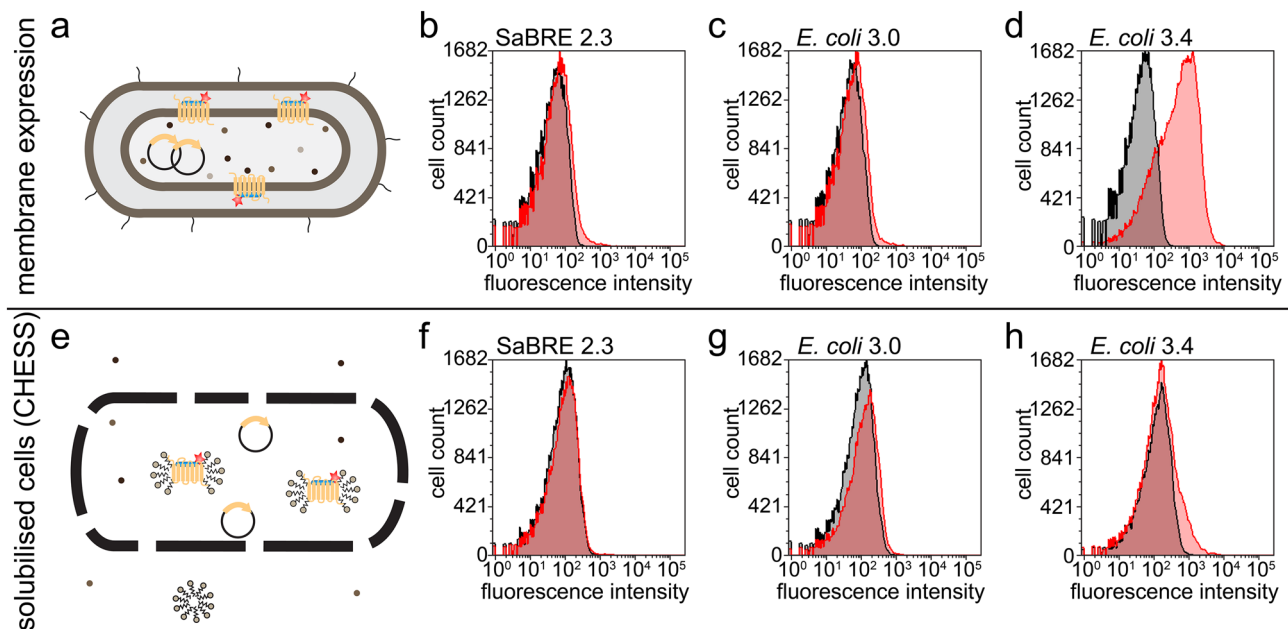 membrane expression
a
b
SaBRE 2.3
1682
1262
841
421
0
cell count
10⁰ 10¹ 10² 10³ 10⁴ 10⁵
fluorescence intensity
c
E. coli 3.0
1682
1262
841
421
0
cell count
10⁰ 10¹ 10² 10³ 10⁴ 10⁵
fluorescence intensity
d
E. coli 3.4
1682
1262
841
421
0
cell count
10⁰ 10¹ 10² 10³ 10⁴ 10⁵
fluorescence intensity
solubilised cells (CHESS)
e
f
SaBRE 2.3
1682
1262
841
421
0
cell count
10⁰ 10¹ 10² 10³ 10⁴ 10⁵
fluorescence intensity
g
E. coli 3.0
1682
1262
841
421
0
cell count
10⁰ 10¹ 10² 10³ 10⁴ 10⁵
fluorescence intensity
h
E. coli 3.4
1682
1262
841
421
0
cell count
10⁰ 10¹ 10² 10³ 10⁴ 10⁵
fluorescence intensity